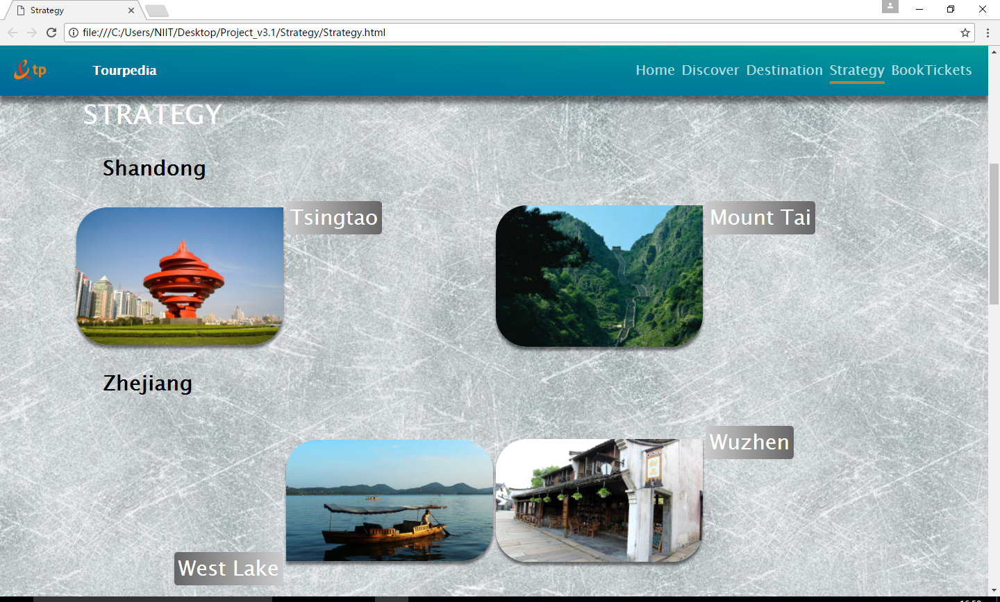 Strategy
file:///C:/Users/NIIT/Desktop/Project_v3.1/Strategy/Strategy.html
tp
Tourpedia
Home Discover Destination Strategy BookTickets
STRATEGY
Shandong
Tsingtao
Mount Tai
Zhejiang
Wuzhen
West Lake